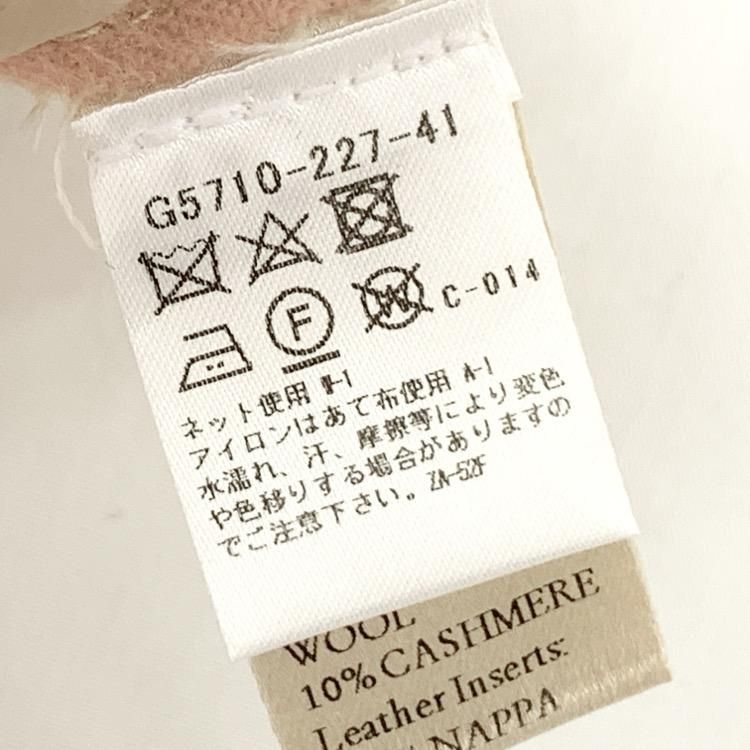 G5710-227-41
F W C-014
ネット使用 W-1
アイロンはあて布使用 A-1
水濡れ、汗、摩擦等により変色
や色移りする場合がありますの
でご注意下さい。ZA-52F
WOOL
10% CASHMERE
Leather Inserts:
NAPPA